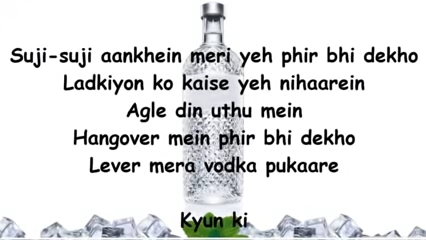 Suji-suji aankhein meri yeh phir bhi dekho
Ladkiyon ko kaise yeh nihaarein
Agle din uthu mein
Hangover mein phir bhi dekho
Lever mera vodka pukaare
Kyun ki